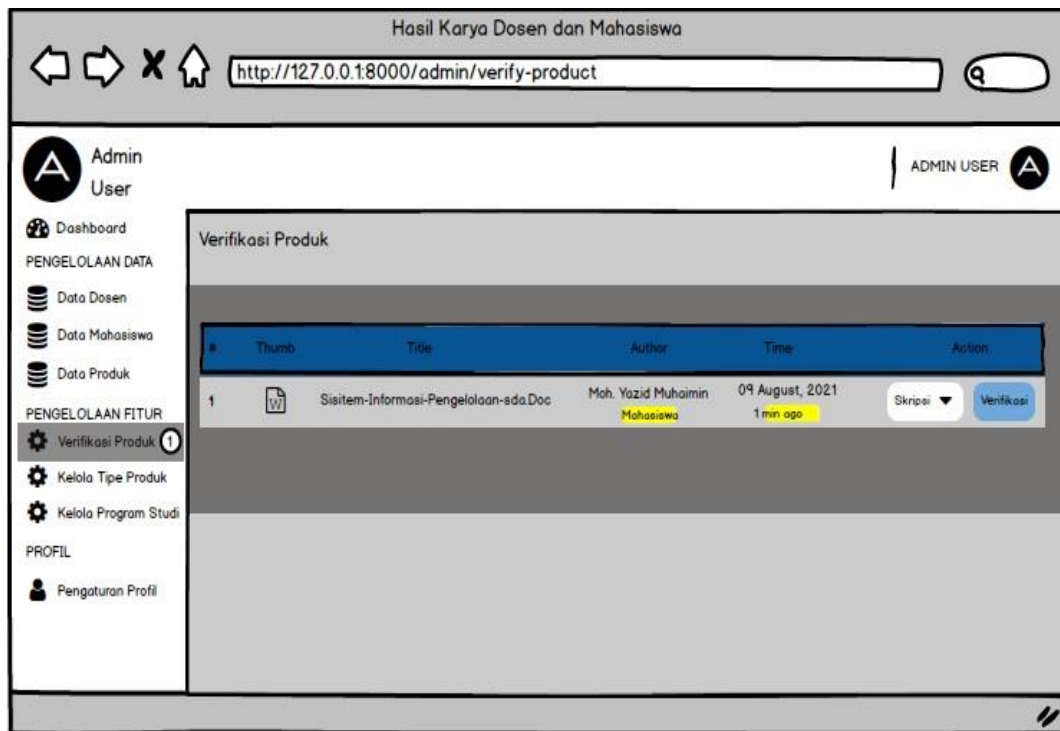 Hasil Karya Dosen dan Mahasiswa
http://127.0.0.1:8000/admin/verify-product
A
Admin
User
ADMIN USER
A
Dashboard
PENGELOLAAN DATA
Data Dosen
Data Mahasiswa
Data Produk
PENGELOLAAN FITUR
Verifikasi Produk 1
Kelola Tipe Produk
Kelola Program Studi
PROFIL
Pengaturan Profil
Verifikasi Produk
# Thumb Title Author Time Action
1 W Sisitem-Informasi-Pengelolaan-sda.Doc Moh. Yazid Muhaimin 09 August, 2021 Skripsi Verifikasi
Mahasiswa 1 min ago